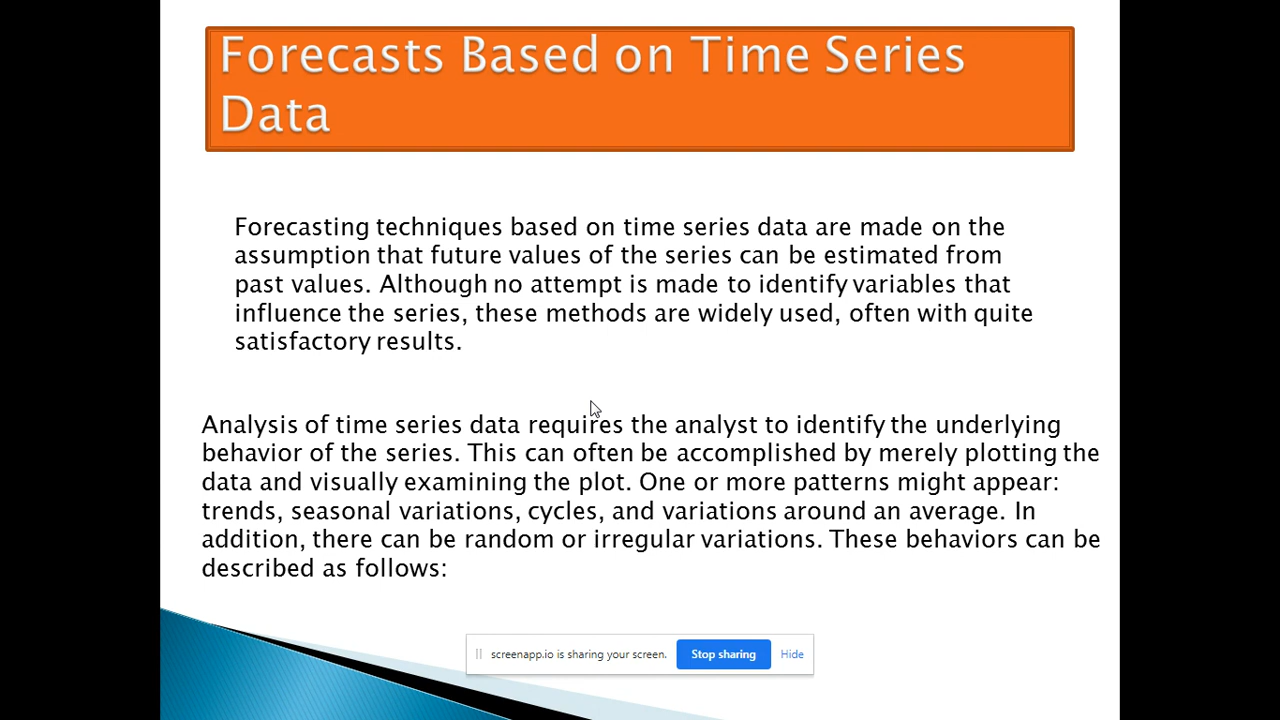 Forecasts Based on Time Series
Data
Forecasting techniques based on time series data are made on the
assumption that future values of the series can be estimated from
past values. Although no attempt is made to identify variables that
influence the series, these methods are widely used, often with quite
satisfactory results.
Analysis of time series data requires the analyst to identify the underlying
behavior of the series. This can often be accomplished by merely plotting the
data and visually examining the plot. One or more patterns might appear:
trends, seasonal variations, cycles, and variations around an average. In
addition, there can be random or irregular variations. These behaviors can be
described as follows:
screenapp.io is sharing your screen. Stop sharing Hide